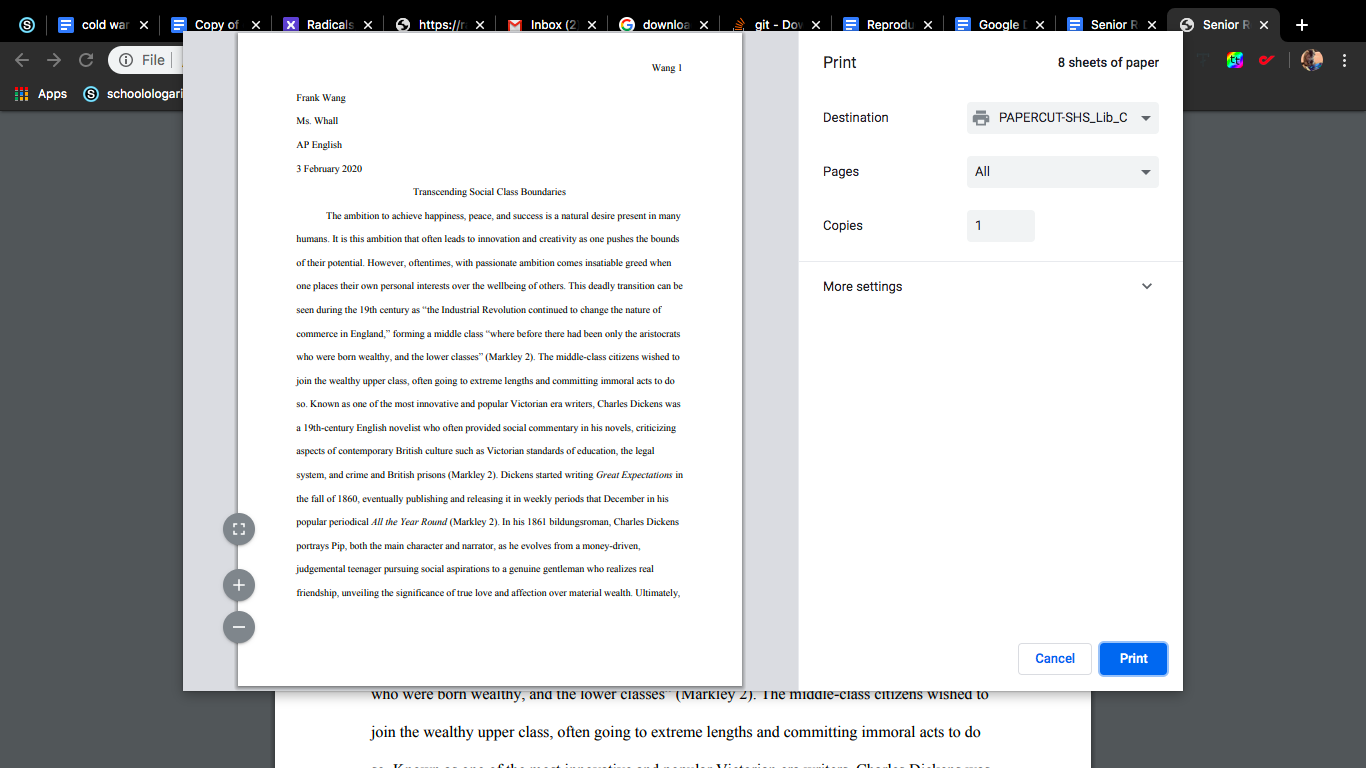 cold war
Copy of
Radicals
https://r
Inbox (2
downloa
git - Dov
Reprodu
Google D
Senior R
Senior R
File
Apps
schoolologari
Wang 1
Frank Wang
Ms. Whall
AP English
3 February 2020
Transcending Social Class Boundaries
The ambition to achieve happiness, peace, and success is a natural desire present in many
humans. It is this ambition that often leads to innovation and creativity as one pushes the bounds
of their potential. However, oftentimes, with passionate ambition comes insatiable greed when
one places their own personal interests over the wellbeing of others. This deadly transition can be
seen during the 19th century as “the Industrial Revolution continued to change the nature of
commerce in England,” forming a middle class “where before there had been only the aristocrats
who were born wealthy, and the lower classes” (Markley 2). The middle-class citizens wished to
join the wealthy upper class, often going to extreme lengths and committing immoral acts to do
so. Known as one of the most innovative and popular Victorian era writers, Charles Dickens was
a 19th-century English novelist who often provided social commentary in his novels, criticizing
aspects of contemporary British culture such as Victorian standards of education, the legal
system, and crime and British prisons (Markley 2). Dickens started writing Great Expectations in
the fall of 1860, eventually publishing and releasing it in weekly periods that December in his
popular periodical All the Year Round (Markley 2). In his 1861 bildungsroman, Charles Dickens
portrays Pip, both the main character and narrator, as he evolves from a money-driven,
judgemental teenager pursuing social aspirations to a genuine gentleman who realizes real
friendship, unveiling the significance of true love and affection over material wealth. Ultimately,
Print
8 sheets of paper
Destination
PAPERCUT-SHS_Lib_C
Pages
All
Copies
1
More settings
Cancel
Print
who were born wealthy, and the lower classes” (Markley 2). The middle-class citizens wished to
join the wealthy upper class, often going to extreme lengths and committing immoral acts to do
so. Known as one of the most innovative and popular Victorian era writers, Charles Dickens was